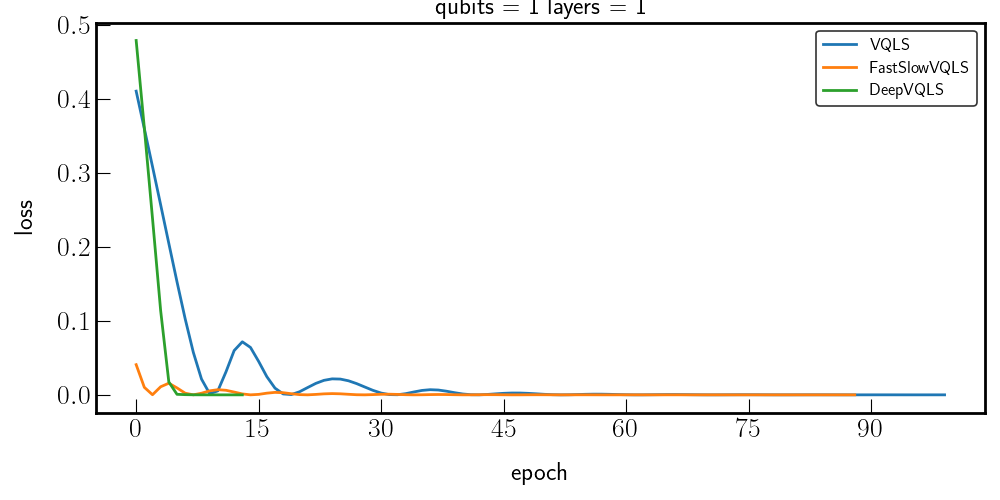 qubits = 1 layers = 1
0.5
0.4
0.3
0.2
0.1
0.0
loss
VQLS
FastSlowVQLS
DeepVQLS
0 15 30 45 60 75 90
epoch